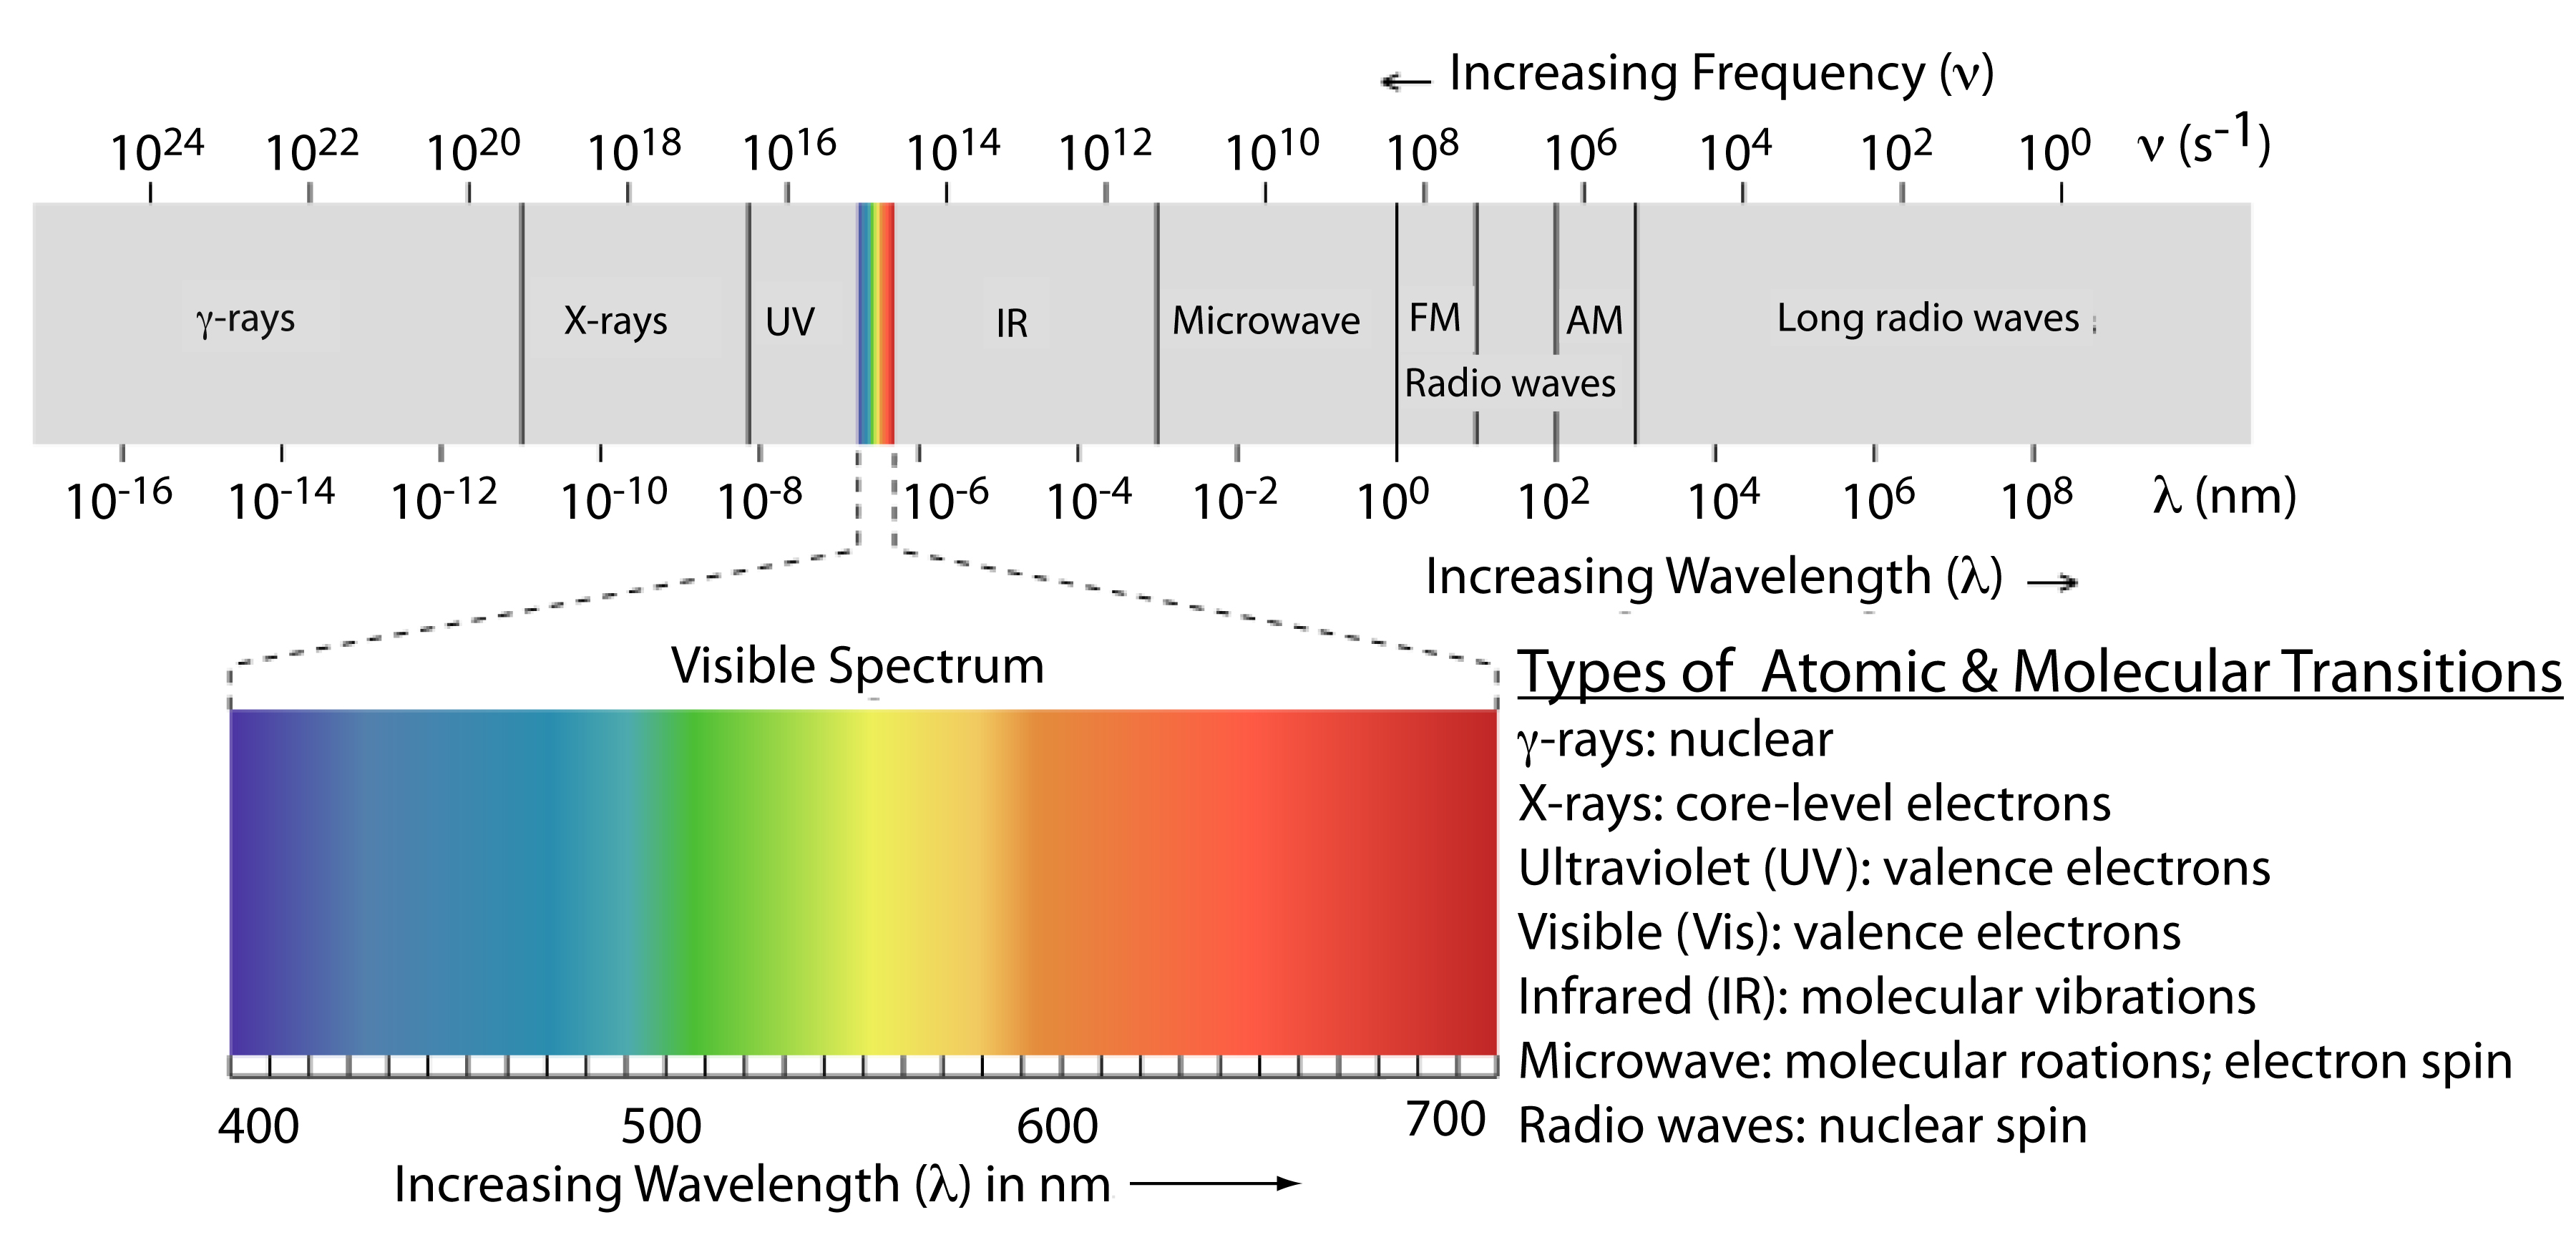 ← Increasing Frequency (ν)
10²⁴ 10²² 10²⁰ 10¹⁸ 10¹⁶ 10¹⁴ 10¹² 10¹⁰ 10⁸ 10⁶ 10⁴ 10² 10⁰ ν (s⁻¹)
γ-rays X-rays UV IR Microwave FM AM Long radio waves
Radio waves
10⁻¹⁶ 10⁻¹⁴ 10⁻¹² 10⁻¹⁰ 10⁻⁸ 10⁻⁶ 10⁻⁴ 10⁻² 10⁰ 10² 10⁴ 10⁶ 10⁸ λ (nm)
Increasing Wavelength (λ) →
Visible Spectrum
400 500 600 700
Increasing Wavelength (λ) in nm →
Types of Atomic & Molecular Transitions
γ-rays: nuclear
X-rays: core-level electrons
Ultraviolet (UV): valence electrons
Visible (Vis): valence electrons
Infrared (IR): molecular vibrations
Microwave: molecular roations; electron spin
Radio waves: nuclear spin